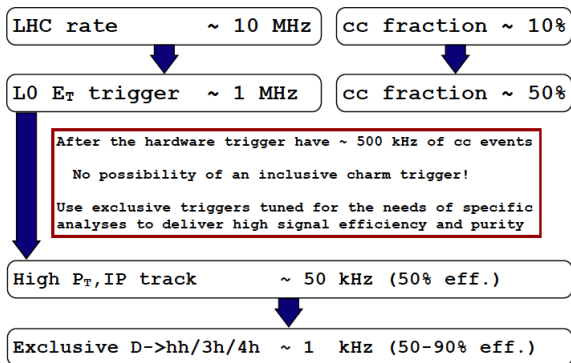 LHC rate ~ 10 MHz
cc fraction ~ 10%
L0 E_T trigger ~ 1 MHz
cc fraction ~ 50%
After the hardware trigger have ~ 500 kHz of cc events
No possibility of an inclusive charm trigger!
Use exclusive triggers tuned for the needs of specific
analyses to deliver high signal efficiency and purity
High P_T,IP track ~ 50 kHz (50% eff.)
Exclusive D->hh/3h/4h ~ 1 kHz (50-90% eff.)